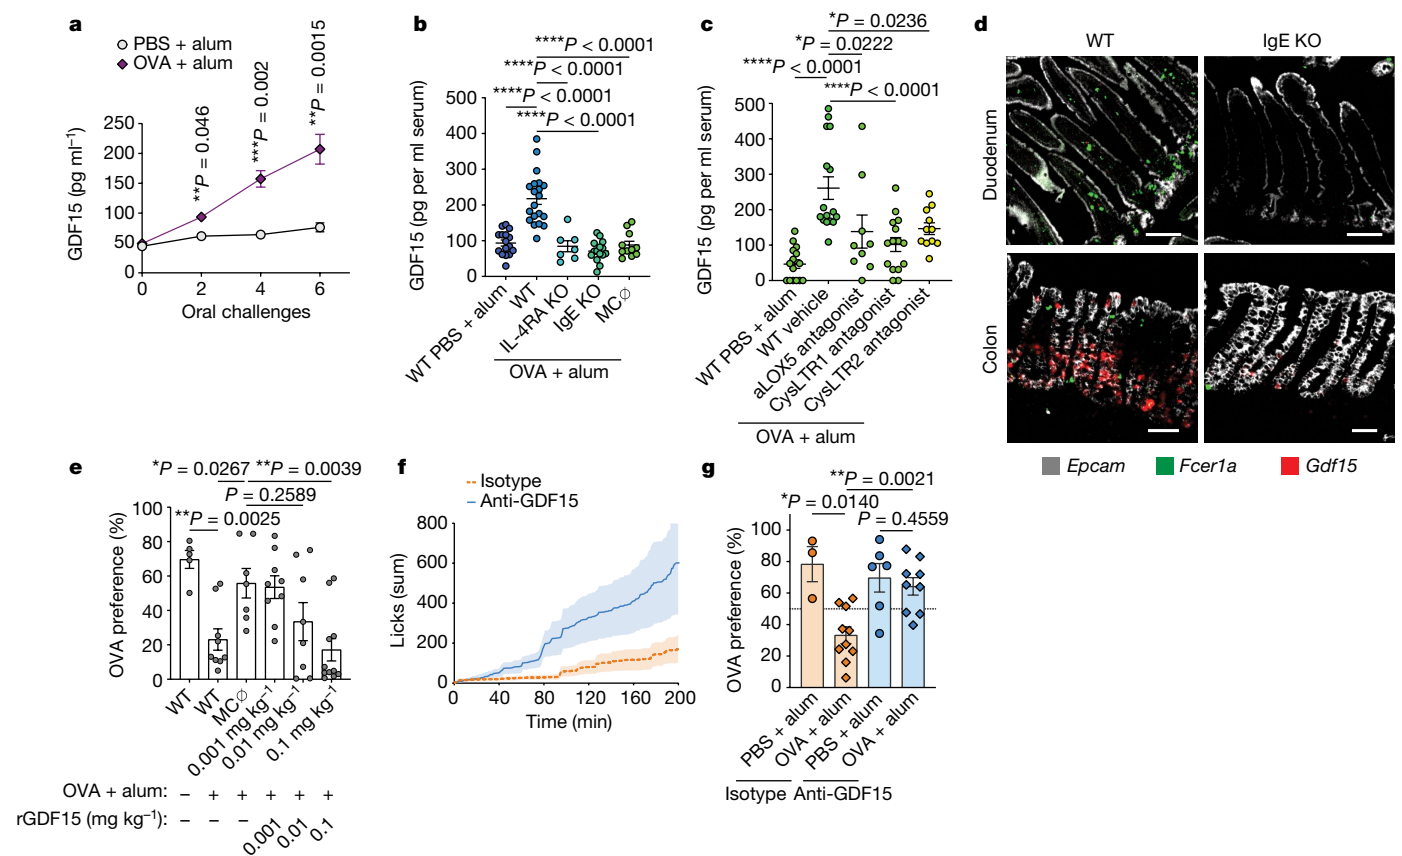 a
PBS + alum
OVA + alum
**P = 0.046
***P = 0.002
**P = 0.0015
GDF15 (pg ml⁻¹)
250
200
150
100
50
0
0 2 4 6
Oral challenges
b
****P < 0.0001
****P < 0.0001
****P < 0.0001
****P < 0.0001
GDF15 (pg per ml serum)
500
400
300
200
100
0
WT PBS + alum
WT
IL-4RA KO
IgE KO
MC∅
OVA + alum
c
*P = 0.0236
*P = 0.0222
****P < 0.0001
****P < 0.0001
GDF15 (pg per ml serum)
500
400
300
200
100
0
WT PBS + alum
WT vehicle
aLOX5 antagonist
CysLTR1 antagonist
CysLTR2 antagonist
OVA + alum
d
WT IgE KO
Duodenum
Colon
Epcam Fcer1a Gdf15
e
*P = 0.0267 **P = 0.0039
P = 0.2589
**P = 0.0025
OVA preference (%)
100
80
60
40
20
0
WT
WT
MC∅
0.001 mg kg⁻¹
0.01 mg kg⁻¹
0.1 mg kg⁻¹
OVA + alum: – + + + + +
rGDF15 (mg kg⁻¹): – – – 0.001 0.01 0.1
f
Isotype
Anti-GDF15
Licks (sum)
800
600
400
200
0
0 40 80 120 160 200
Time (min)
g
**P = 0.0021
*P = 0.0140
P = 0.4559
OVA preference (%)
100
80
60
40
20
0
PBS + alum
OVA + alum
PBS + alum
OVA + alum
Isotype Anti-GDF15